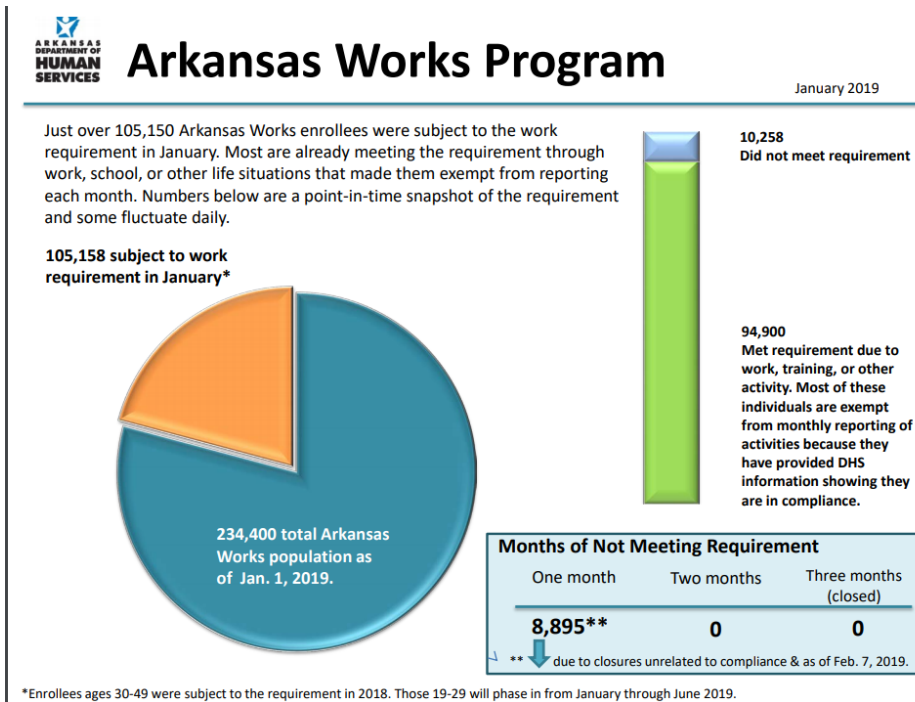 ARKANSAS
DEPARTMENT OF
HUMAN
SERVICES
Arkansas Works Program
January 2019
Just over 105,150 Arkansas Works enrollees were subject to the work
requirement in January. Most are already meeting the requirement through
work, school, or other life situations that made them exempt from reporting
each month. Numbers below are a point-in-time snapshot of the requirement
and some fluctuate daily.
105,158 subject to work
requirement in January*
234,400 total Arkansas
Works population as
of Jan. 1, 2019.
10,258
Did not meet requirement
94,900
Met requirement due to
work, training, or other
activity. Most of these
individuals are exempt
from monthly reporting of
activities because they
have provided DHS
information showing they
are in compliance.
Months of Not Meeting Requirement
One month Two months Three months
(closed)
8,895** 0 0
** due to closures unrelated to compliance & as of Feb. 7, 2019.
*Enrollees ages 30-49 were subject to the requirement in 2018. Those 19-29 will phase in from January through June 2019.